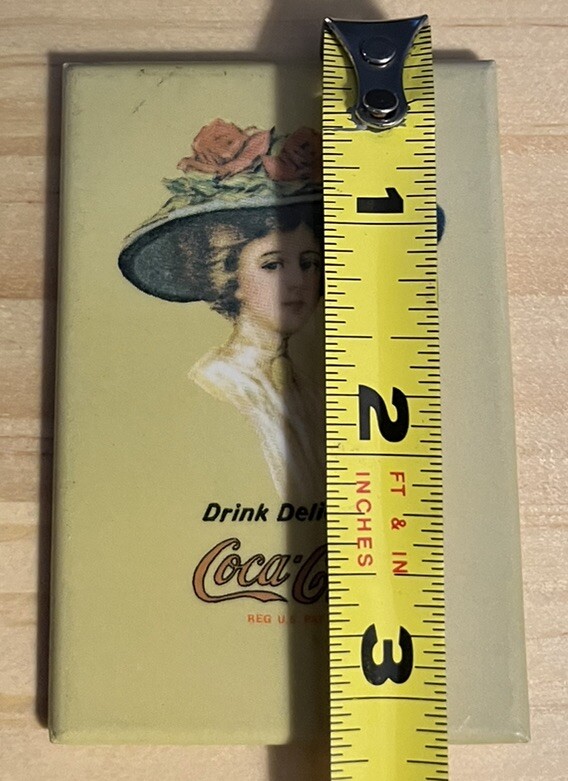 1
2
FT & IN
INCHES
Drink Deli
Coca-C
REG U.S.
3